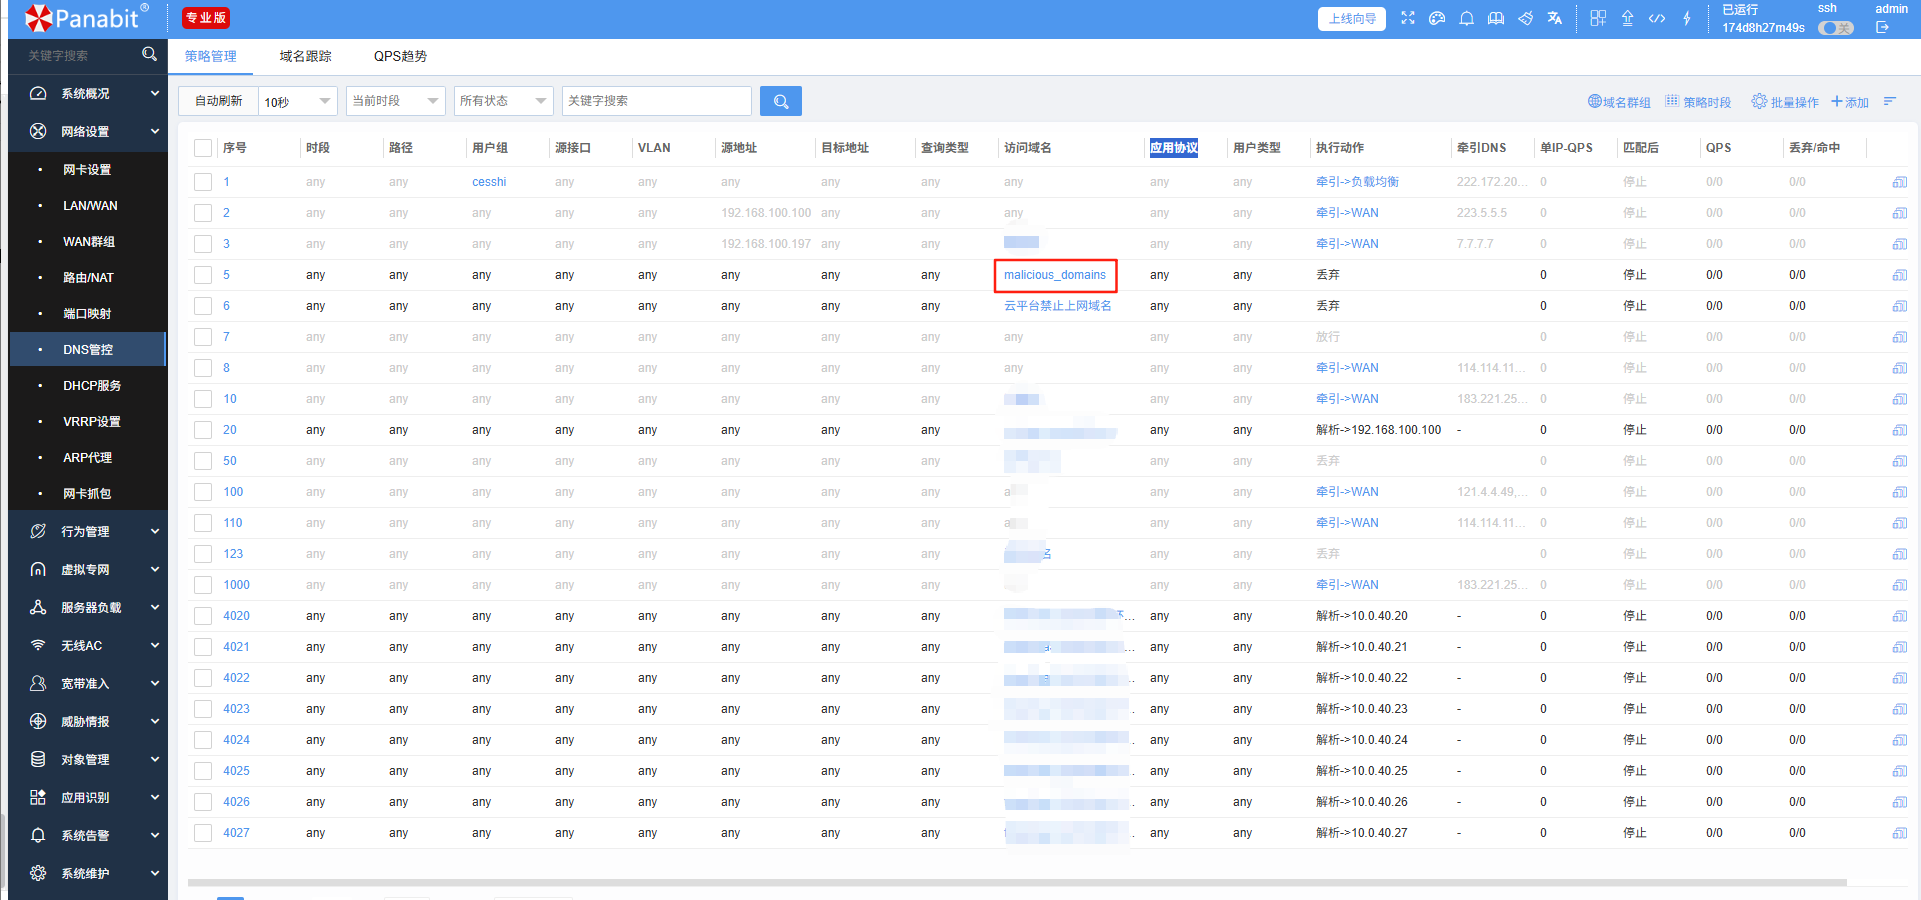 Panabit® 专业版 上线向导 已运行 174d8h27m49s ssh 关 admin
关键字搜索
系统概况
网络设置
网卡设置
LAN/WAN
WAN群组
路由/NAT
端口映射
DNS管控
DHCP服务
VRRP设置
ARP代理
网卡抓包
行为管理
虚拟专网
服务器负载
无线AC
宽带准入
威胁情报
对象管理
应用识别
系统告警
系统维护
策略管理 域名跟踪 QPS趋势
自动刷新 10秒 当前时段 所有状态 关键字搜索 域名群组 策略时段 批量操作 添加
序号 时段 路径 用户组 源接口 VLAN 源地址 目标地址 查询类型 访问域名 应用协议 用户类型 执行动作 牵引DNS 单IP-QPS 匹配后 QPS 丢弃/命中
1 any any cesshi any any any any any any any any 牵引->负载均衡 222.172.20... 0 停止 0/0 0/0
2 any any any any any 192.168.100.100 any any any any any 牵引->WAN 223.5.5.5 0 停止 0/0 0/0
3 any any any any any 192.168.100.197 any any any any 牵引->WAN 7.7.7.7 0 停止 0/0 0/0
5 any any any any any any any any malicious_domains any any 丢弃 0 停止 0/0 0/0
6 any any any any any any any any 云平台禁止上网域名 any any 丢弃 0 停止 0/0 0/0
7 any any any any any any any any any any any 放行 0 停止 0/0 0/0
8 any any any any any any any any any any any 牵引->WAN 114.114.11... 0 停止 0/0 0/0
10 any any any any any any any any any any 牵引->WAN 183.221.25... 0 停止 0/0 0/0
20 any any any any any any any any any any 解析->192.168.100.100 - 0 停止 0/0 0/0
50 any any any any any any any any any any 丢弃 0 停止 0/0 0/0
100 any any any any any any any any a any any 牵引->WAN 121.4.4.49,... 0 停止 0/0 0/0
110 any any any any any any any any a any any 牵引->WAN 114.114.11... 0 停止 0/0 0/0
123 any any any any any any any any 名 any any 丢弃 0 停止 0/0 0/0
1000 any any any any any any any any any any 牵引->WAN 183.221.25... 0 停止 0/0 0/0
4020 any any any any any any any any ... any any 解析->10.0.40.20 - 0 停止 0/0 0/0
4021 any any any any any any any any ... any any 解析->10.0.40.21 - 0 停止 0/0 0/0
4022 any any any any any any any any any any 解析->10.0.40.22 - 0 停止 0/0 0/0
4023 any any any any any any any any any any 解析->10.0.40.23 - 0 停止 0/0 0/0
4024 any any any any any any any any any any 解析->10.0.40.24 - 0 停止 0/0 0/0
4025 any any any any any any any any any any 解析->10.0.40.25 - 0 停止 0/0 0/0
4026 any any any any any any any any any any 解析->10.0.40.26 - 0 停止 0/0 0/0
4027 any any any any any any any any any any 解析->10.0.40.27 - 0 停止 0/0 0/0